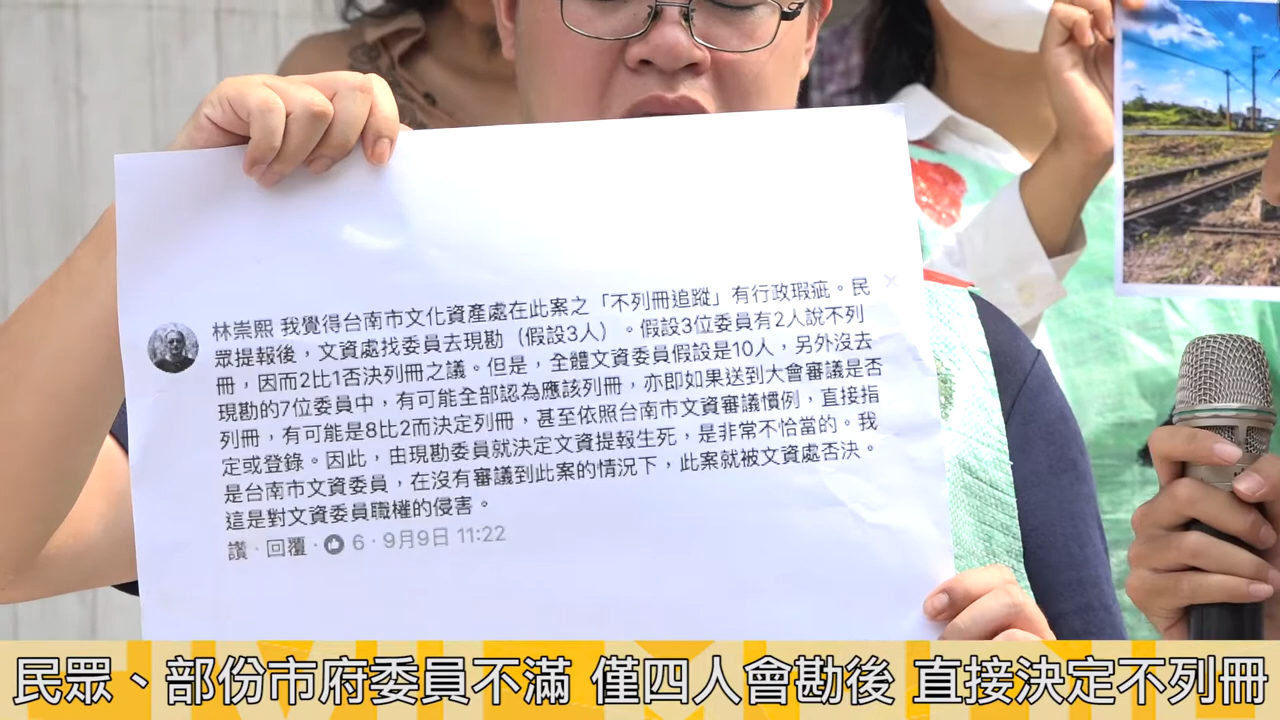 林崇熙 我覺得台南市文化資產處在此案之「不列冊追蹤」有行政瑕疵。民
眾提報後，文資處找委員去現勘（假設3人）。假設3位委員有2人說不列
冊，因而2比1否決列冊之議。但是，全體文資委員假設是10人，另外沒去
現勘的7位委員中，有可能全部認為應該列冊，亦即如果送到大會審議是否
列冊，有可能是8比2而決定列冊，甚至依照台南市文資審議慣例，直接指
定或登錄。因此，由現勘委員就決定文資提報生死，是非常不恰當的。我
是台南市文資委員，在沒有審議到此案的情況下，此案就被文資處否決。
這是對文資委員職權的侵害。
讚·回覆·6·9月9日 11:22
民眾、部份市府委員不滿 僅四人會勘後 直接決定不列冊